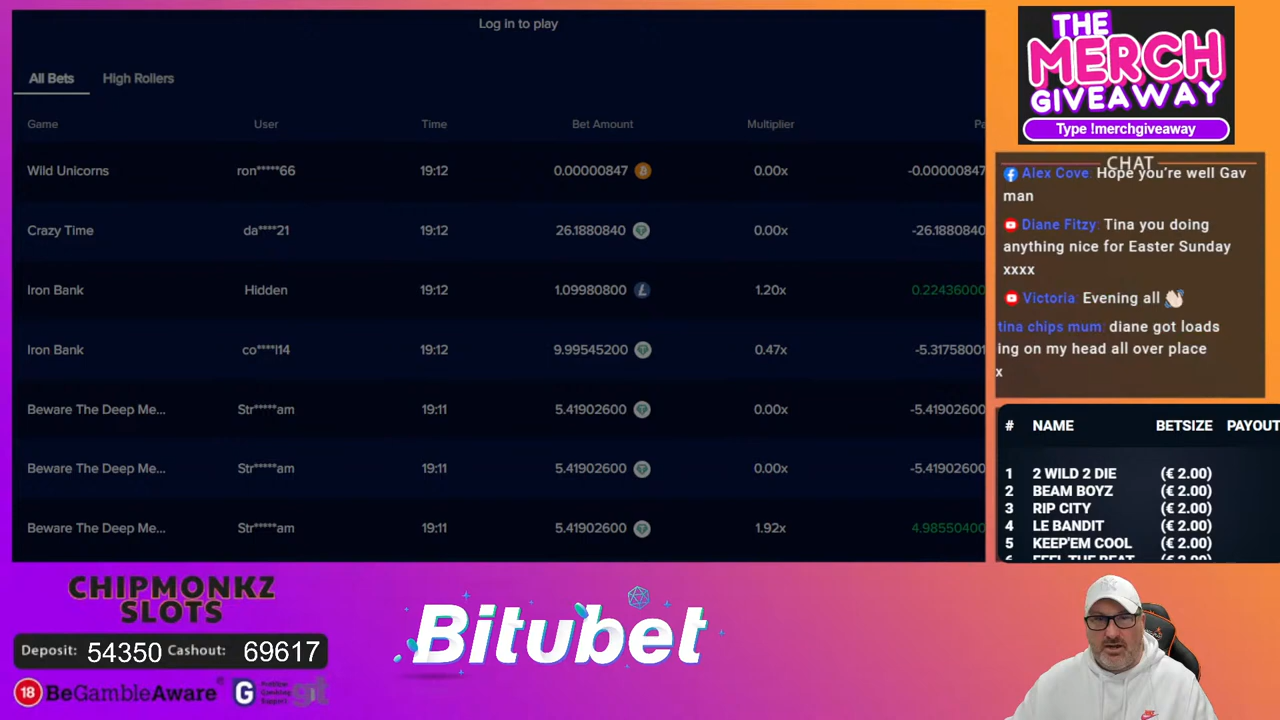 Log in to play
All Bets High Rollers
Game User Time Bet Amount Multiplier Pa
Wild Unicorns ron*****66 19:12 0.00000847 0.00x -0.00000847
Crazy Time da****21 19:12 26.1880840 0.00x -26.1880840
Iron Bank Hidden 19:12 1.09980800 1.20x 0.22436000
Iron Bank co****l14 19:12 9.99545200 0.47x -5.31758001
Beware The Deep Me... Str*****am 19:11 5.41902600 0.00x -5.41902600
Beware The Deep Me... Str*****am 19:11 5.41902600 0.00x -5.41902600
Beware The Deep Me... Str*****am 19:11 5.41902600 1.92x 4.98550400
THE
MERCH
GIVEAWAY
Type !merchgiveaway
CHAT
Alex Cove: Hope you're well Gav
man
Diane Fitzy: Tina you doing
anything nice for Easter Sunday
xxxx
Victoria: Evening all
tina chips mum: diane got loads
ing on my head all over place
x
# NAME BETSIZE PAYOUT
1 2 WILD 2 DIE (€ 2.00)
2 BEAM BOYZ (€ 2.00)
3 RIP CITY (€ 2.00)
4 LE BANDIT (€ 2.00)
5 KEEP'EM COOL (€ 2.00)
CHIPMONKZ
SLOTS
Deposit: 54350 Cashout: 69617
18 BeGambleAware G
Bitubet